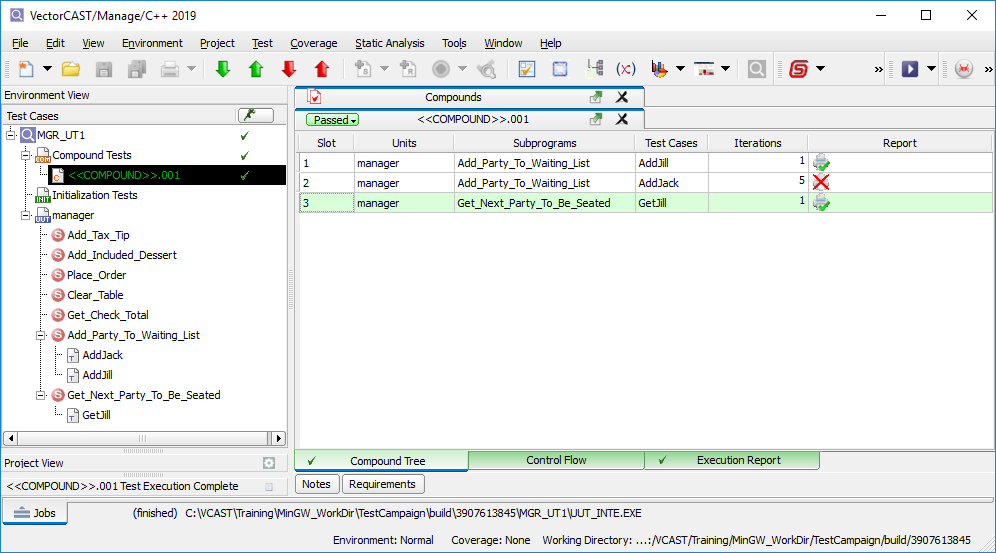 VectorCAST/Manage/C++ 2019
File Edit View Environment Project Test Coverage Static Analysis Tools Window Help
Environment View
Test Cases
MGR_UT1
Compound Tests
<<COMPOUND>>.001
Initialization Tests
manager
Add_Tax_Tip
Add_Included_Dessert
Place_Order
Clear_Table
Get_Check_Total
Add_Party_To_Waiting_List
AddJack
AddJill
Get_Next_Party_To_Be_Seated
GetJill
Project View
<<COMPOUND>>.001 Test Execution Complete
Compounds
Passed <<COMPOUND>>.001
Slot Units Subprograms Test Cases Iterations Report
1 manager Add_Party_To_Waiting_List AddJill 1
2 manager Add_Party_To_Waiting_List AddJack 5
3 manager Get_Next_Party_To_Be_Seated GetJill 1
Compound Tree Control Flow Execution Report
Notes Requirements
Jobs (finished) C:\VCAST\Training\MinGW_WorkDir\TestCampaign\build\3907613845\MGR_UT1\UUT_INTE.EXE
Environment: Normal Coverage: None Working Directory: ...:/VCAST/Training/MinGW_WorkDir/TestCampaign/build/3907613845